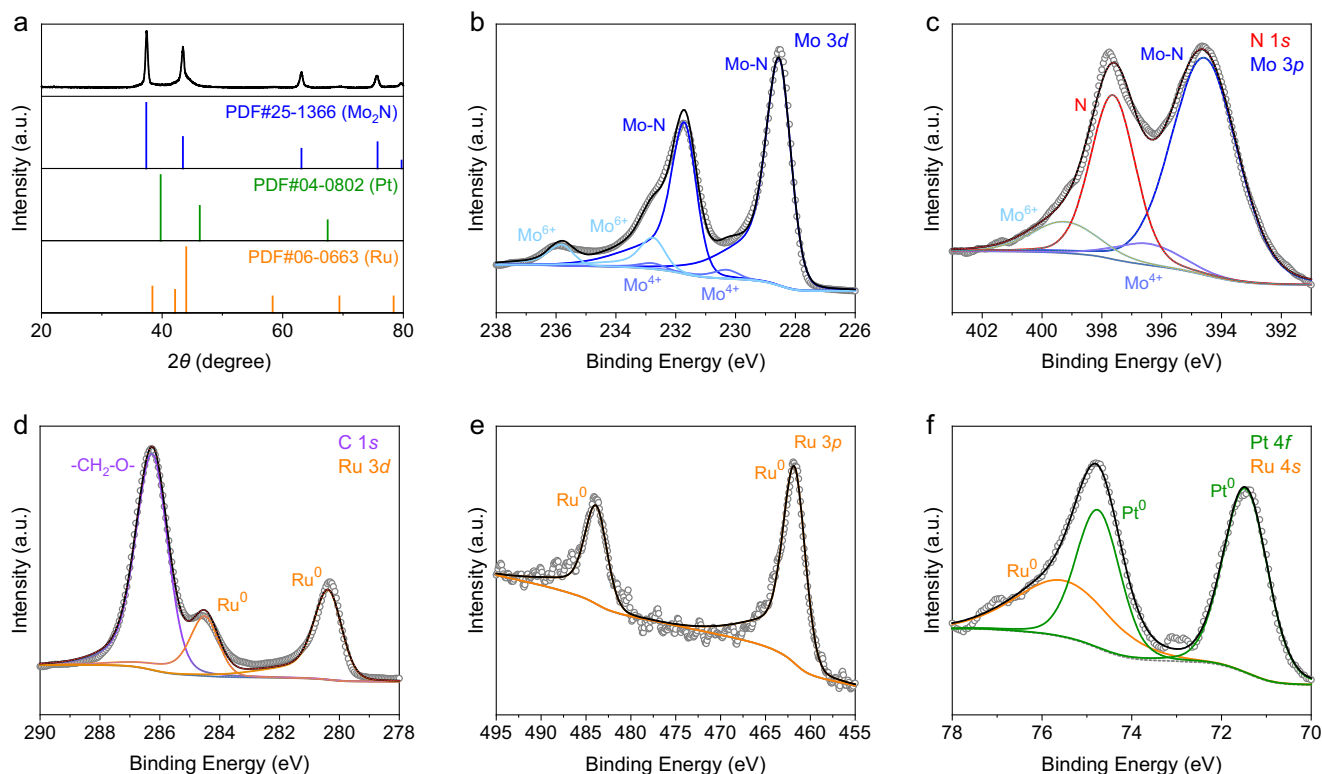 a
PDF#25-1366 (Mo₂N)
PDF#04-0802 (Pt)
PDF#06-0663 (Ru)
Intensity (a.u.)
20 40 60 80
2θ (degree)
b
Mo 3d
Mo-N
Mo-N
Mo⁶⁺
Mo⁶⁺
Mo⁴⁺
Mo⁴⁺
Intensity (a.u.)
238 236 234 232 230 228 226
Binding Energy (eV)
c
N 1s
Mo 3p
Mo-N
N
Mo⁶⁺
Mo⁴⁺
Intensity (a.u.)
402 400 398 396 394 392
Binding Energy (eV)
d
C 1s
Ru 3d
-CH₂-O-
Ru⁰
Ru⁰
Intensity (a.u.)
290 288 286 284 282 280 278
Binding Energy (eV)
e
Ru 3p
Ru⁰
Ru⁰
Intensity (a.u.)
495 490 485 480 475 470 465 460 455
Binding Energy (eV)
f
Pt 4f
Ru 4s
Pt⁰
Pt⁰
Ru⁰
Intensity (a.u.)
78 76 74 72 70
Binding Energy (eV)